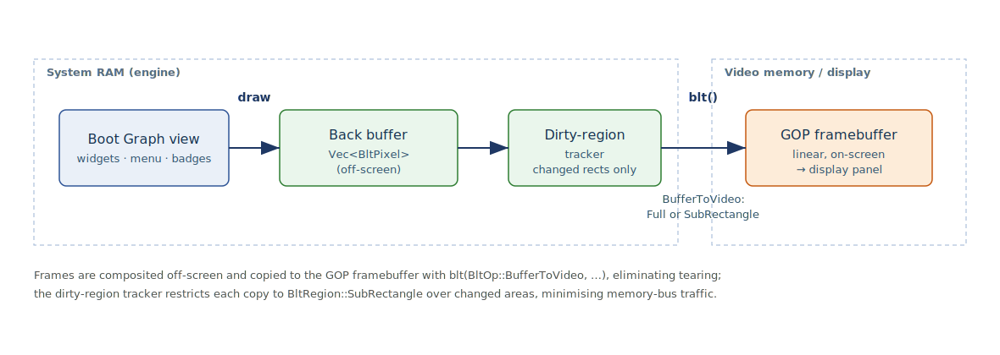 System RAM (engine)
Video memory / display
draw
blt()
Boot Graph view
widgets · menu · badges
Back buffer
Vec<BltPixel>
(off-screen)
Dirty-region
tracker
changed rects only
GOP framebuffer
linear, on-screen
→ display panel
BufferToVideo:
Full or SubRectangle
Frames are composited off-screen and copied to the GOP framebuffer with blt(BltOp::BufferToVideo, ...), eliminating tearing;
the dirty-region tracker restricts each copy to BltRegion::SubRectangle over changed areas, minimising memory-bus traffic.